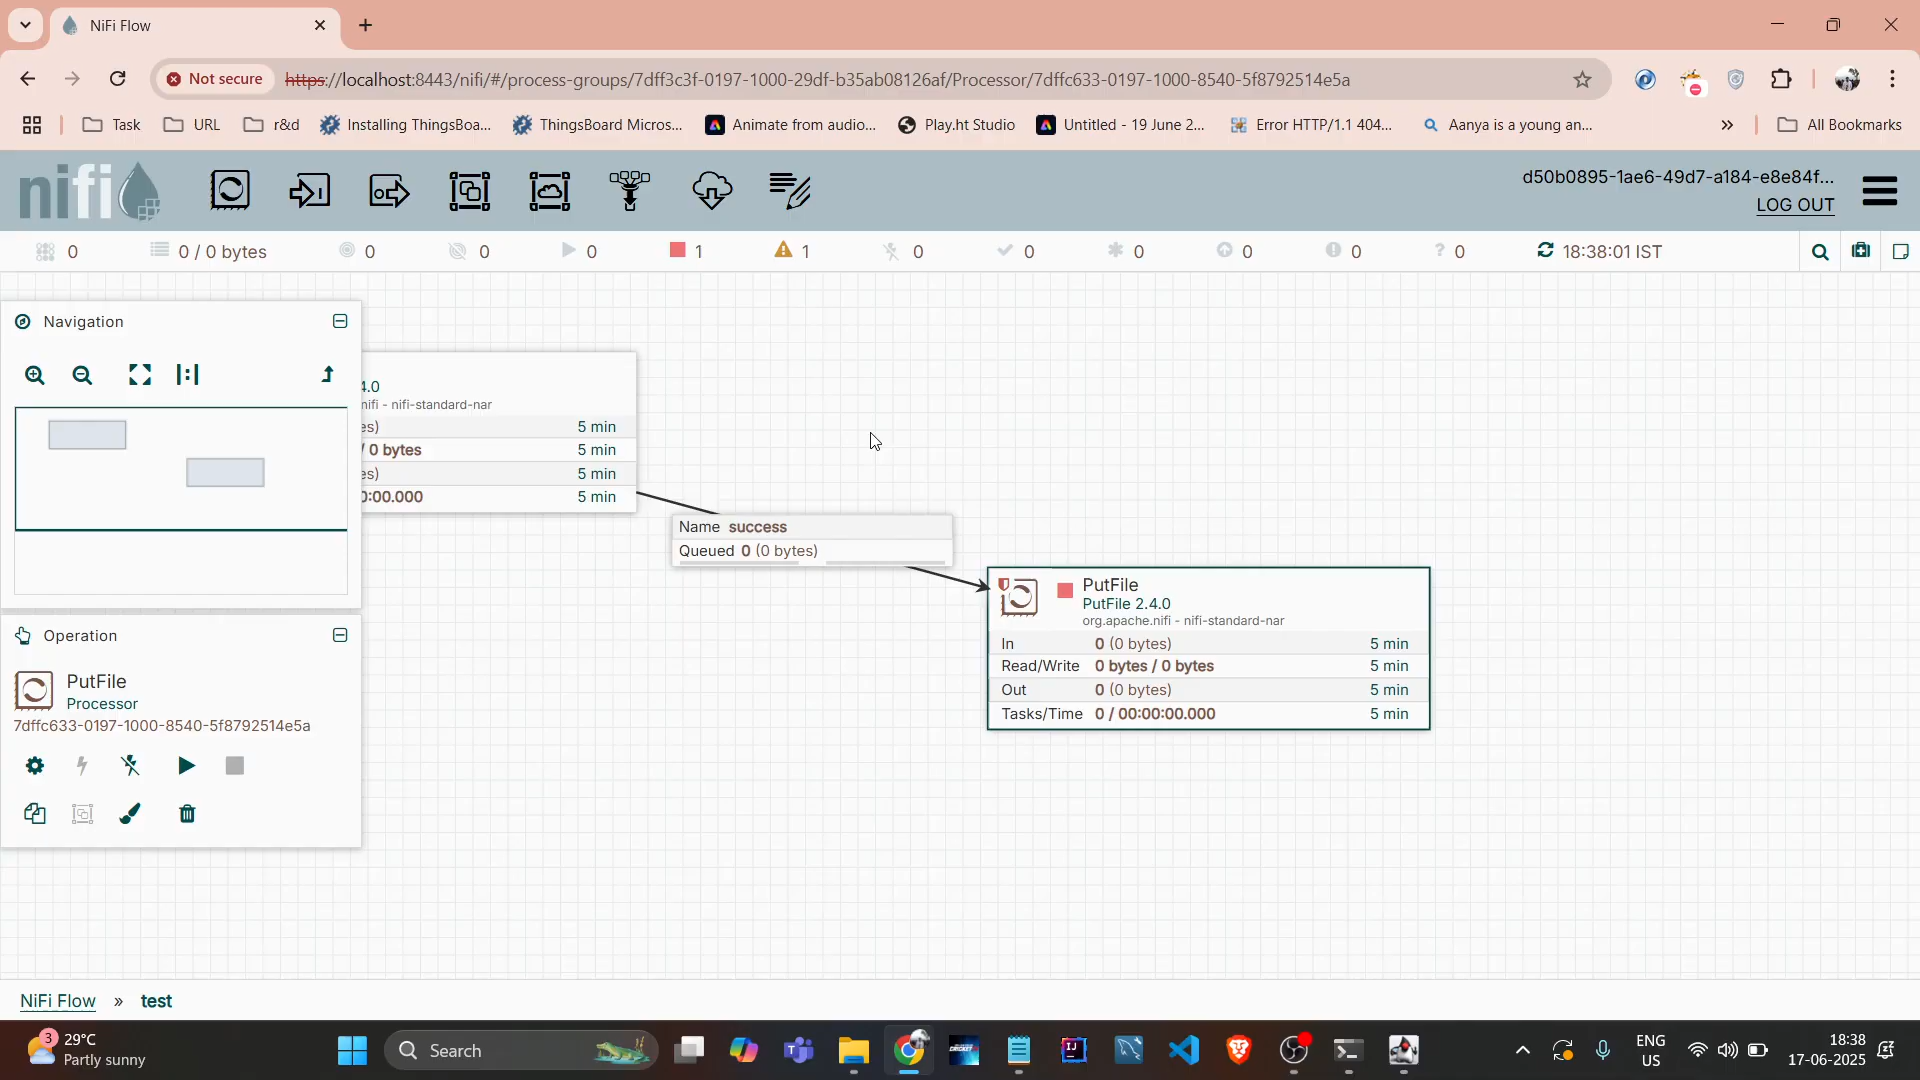 NiFi Flow
Not secure
https://localhost:8443/nifi/#/process-groups/7dff3c3f-0197-1000-29df-b35ab08126af/Processor/7dffc633-0197-1000-8540-5f8792514e5a
Task
URL
r&d
Installing ThingsBoa...
ThingsBoard Micros...
Animate from audio...
Play.ht Studio
Untitled - 19 June 2...
Error HTTP/1.1 404...
Aanya is a young an...
»
All Bookmarks
nifi
d50b0895-1ae6-49d7-a184-e8e84f...
LOG OUT
0
0 / 0 bytes
0
0
0
1
1
0
0
0
0
0
? 0
18:38:01 IST
Navigation
4.0
nifi - nifi-standard-nar
es) 5 min
/ 0 bytes 5 min
es) 5 min
0:00.000 5 min
Name success
Queued 0 (0 bytes)
PutFile
PutFile 2.4.0
org.apache.nifi - nifi-standard-nar
In 0 (0 bytes) 5 min
Read/Write 0 bytes / 0 bytes 5 min
Out 0 (0 bytes) 5 min
Tasks/Time 0 / 00:00:00.000 5 min
Operation
PutFile
Processor
7dffc633-0197-1000-8540-5f8792514e5a
NiFi Flow » test
3
29°C
Partly sunny
Search
ENG
US
18:38
17-06-2025